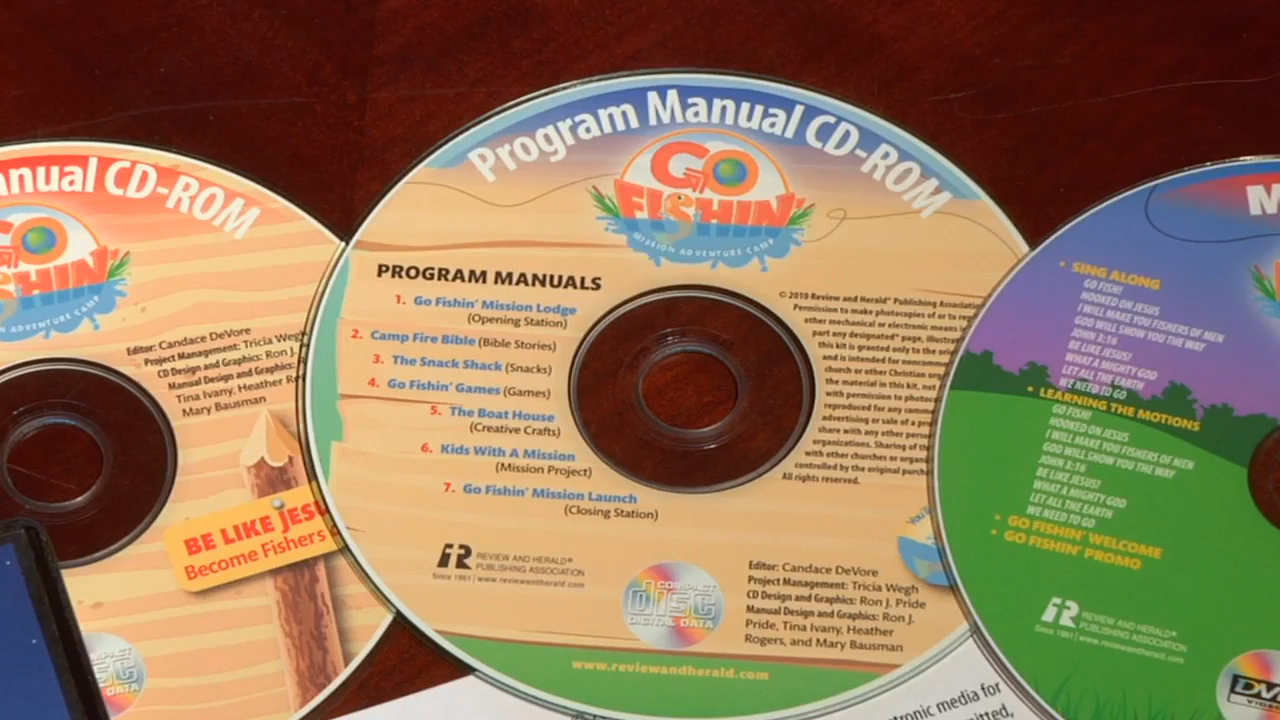 anual CD-ROM
GO
FISHIN'
MISSION ADVENTURE CAMP
Editor: Candace DeVore
Project Management: Tricia Wegh
CD Design and Graphics: Ron J.
Manual Design and Graphics:
Tina Ivany, Heather
Mary Bausman
BE LIKE JESU
Become Fishers
COMPACT
disc
DATA
Program Manual CD-ROM
GO
FISHIN'
MISSION ADVENTURE CAMP
PROGRAM MANUALS
1. Go Fishin' Mission Lodge
(Opening Station)
2. Camp Fire Bible (Bible Stories)
3. The Snack Shack (Snacks)
4. Go Fishin' Games (Games)
5. The Boat House
(Creative Crafts)
6. Kids With A Mission
(Mission Project)
7. Go Fishin' Mission Launch
(Closing Station)
© 2010 Review and Herald® Publishing Association
Permission to make photocopies of or to
other mechanical or electronic means
part any designated* page, illustrat
this kit is granted only to the
and is intended for noncomm
church or other Christian
the material in this kit, not
with permission to photo
reproduced for any comm
advertising or sale of a
share with any other perso
organizations. Sharing of
with other churches or organ
controlled by the original purch
All rights reserved.
REVIEW AND HERALD®
PUBLISHING ASSOCIATION
Since 1861 | www.reviewandherald.com
COMPACT
disc
DIGITAL DATA
Editor: Candace DeVore
Project Management: Tricia Wegh
CD Design and Graphics: Ron J. Pride
Manual Design and Graphics: Ron J.
Pride, Tina Ivany, Heather
Rogers, and Mary Bausman
www.reviewandherald.com
You'll
M
• SING ALONG
GO FISH!
HOOKED ON JESUS
I WILL MAKE YOU FISHERS OF MEN
GOD WILL SHOW YOU THE WAY
JOHN 3:16
BE LIKE JESUS!
WHAT A MIGHTY GOD
LET ALL THE EARTH
WE NEED TO GO
• LEARNING THE MOTIONS
GO FISH!
HOOKED ON JESUS
I WILL MAKE YOU FISHERS OF MEN
GOD WILL SHOW YOU THE WAY
JOHN 3:16
BE LIKE JESUS!
WHAT A MIGHTY GOD
LET ALL THE EARTH
WE NEED TO GO
• GO FISHIN' WELCOME
• GO FISHIN' PROMO
REVIEW AND HERALD®
PUBLISHING ASSOCIATION
Since 1861 | www.reviewandherald.com
DV
VIDEO
tronic media for
mitted,